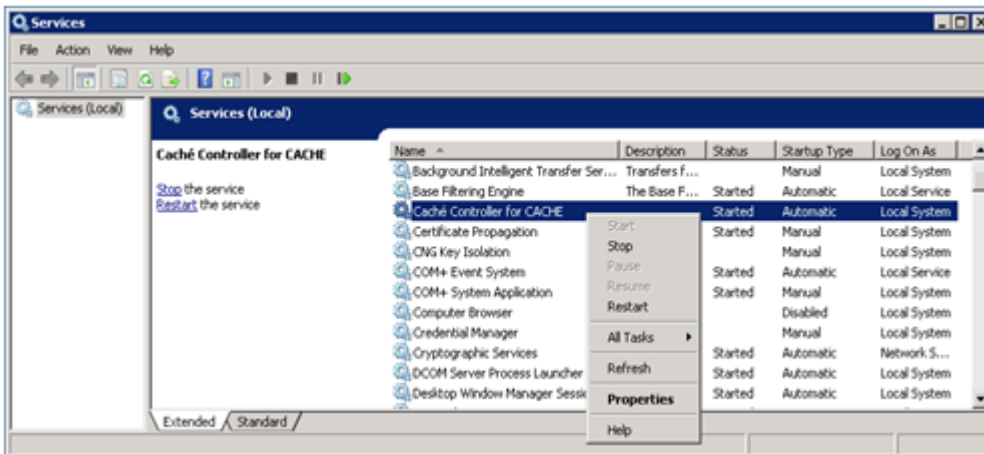 Services
File Action View Help
Services (Local)
Services (Local)
Caché Controller for CACHE
Stop the service
Restart the service
Name Description Status Startup Type Log On As
Background Intelligent Transfer Ser... Transfers f... Manual Local System
Base Filtering Engine The Base F... Started Automatic Local Service
Caché Controller for CACHE Started Automatic Local System
Certificate Propagation Started Manual Local System
CNG Key Isolation Manual Local System
COM+ Event System Started Automatic Local Service
COM+ System Application Started Manual Local System
Computer Browser Disabled Local System
Credential Manager Manual Local System
Cryptographic Services Started Automatic Network S...
DCOM Server Process Launcher Started Automatic Local System
Desktop Window Manager Sessio Started Automatic Local System
Start
Stop
Pause
Resume
Restart
All Tasks
Refresh
Properties
Help
Extended Standard